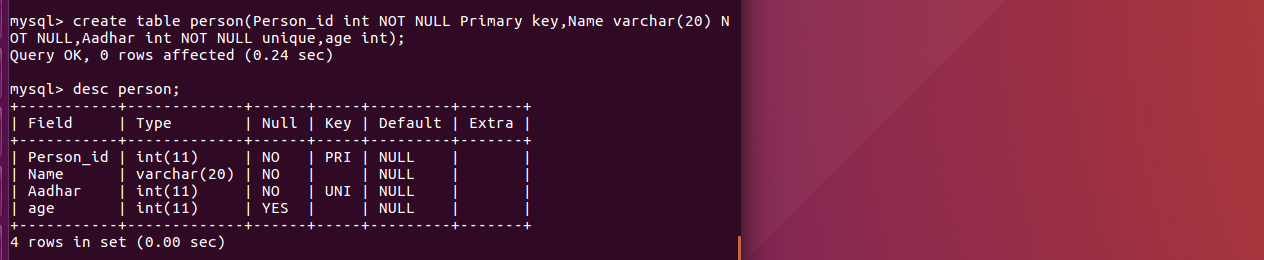 mysql> create table person(Person_id int NOT NULL Primary key,Name varchar(20) N
OT NULL,Aadhar int NOT NULL unique,age int);
Query OK, 0 rows affected (0.24 sec)
mysql> desc person;
+-----------+-------------+------+-----+---------+-------+
| Field     | Type        | Null | Key | Default | Extra |
+-----------+-------------+------+-----+---------+-------+
| Person_id | int(11)     | NO   | PRI | NULL    |       |
| Name      | varchar(20) | NO   |     | NULL    |       |
| Aadhar    | int(11)     | NO   | UNI | NULL    |       |
| age       | int(11)     | YES  |     | NULL    |       |
+-----------+-------------+------+-----+---------+-------+
4 rows in set (0.00 sec)